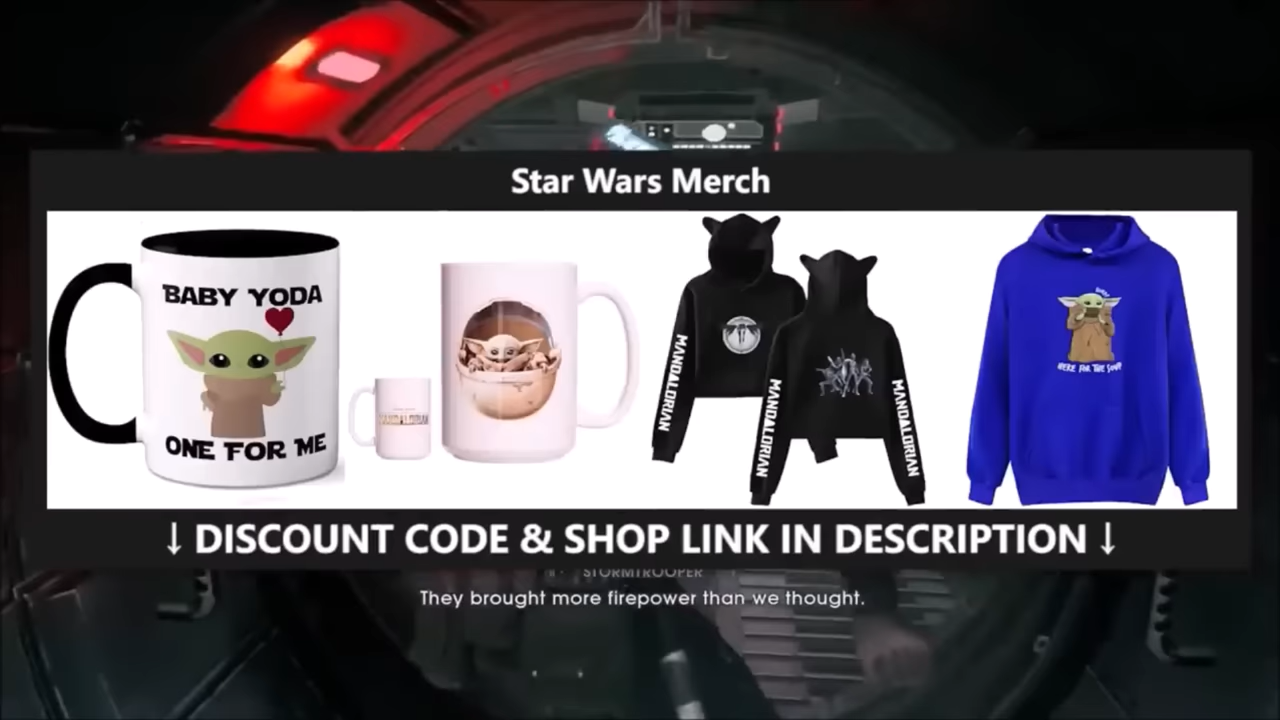 Star Wars Merch
BABY YODA
ONE FOR ME
MANDALORIAN
MANDALORIAN
MANDALORIAN
MANDALORIAN
HERE FOR THE SOUP
↓ DISCOUNT CODE & SHOP LINK IN DESCRIPTION ↓
STORMTROOPER
They brought more firepower than we thought.